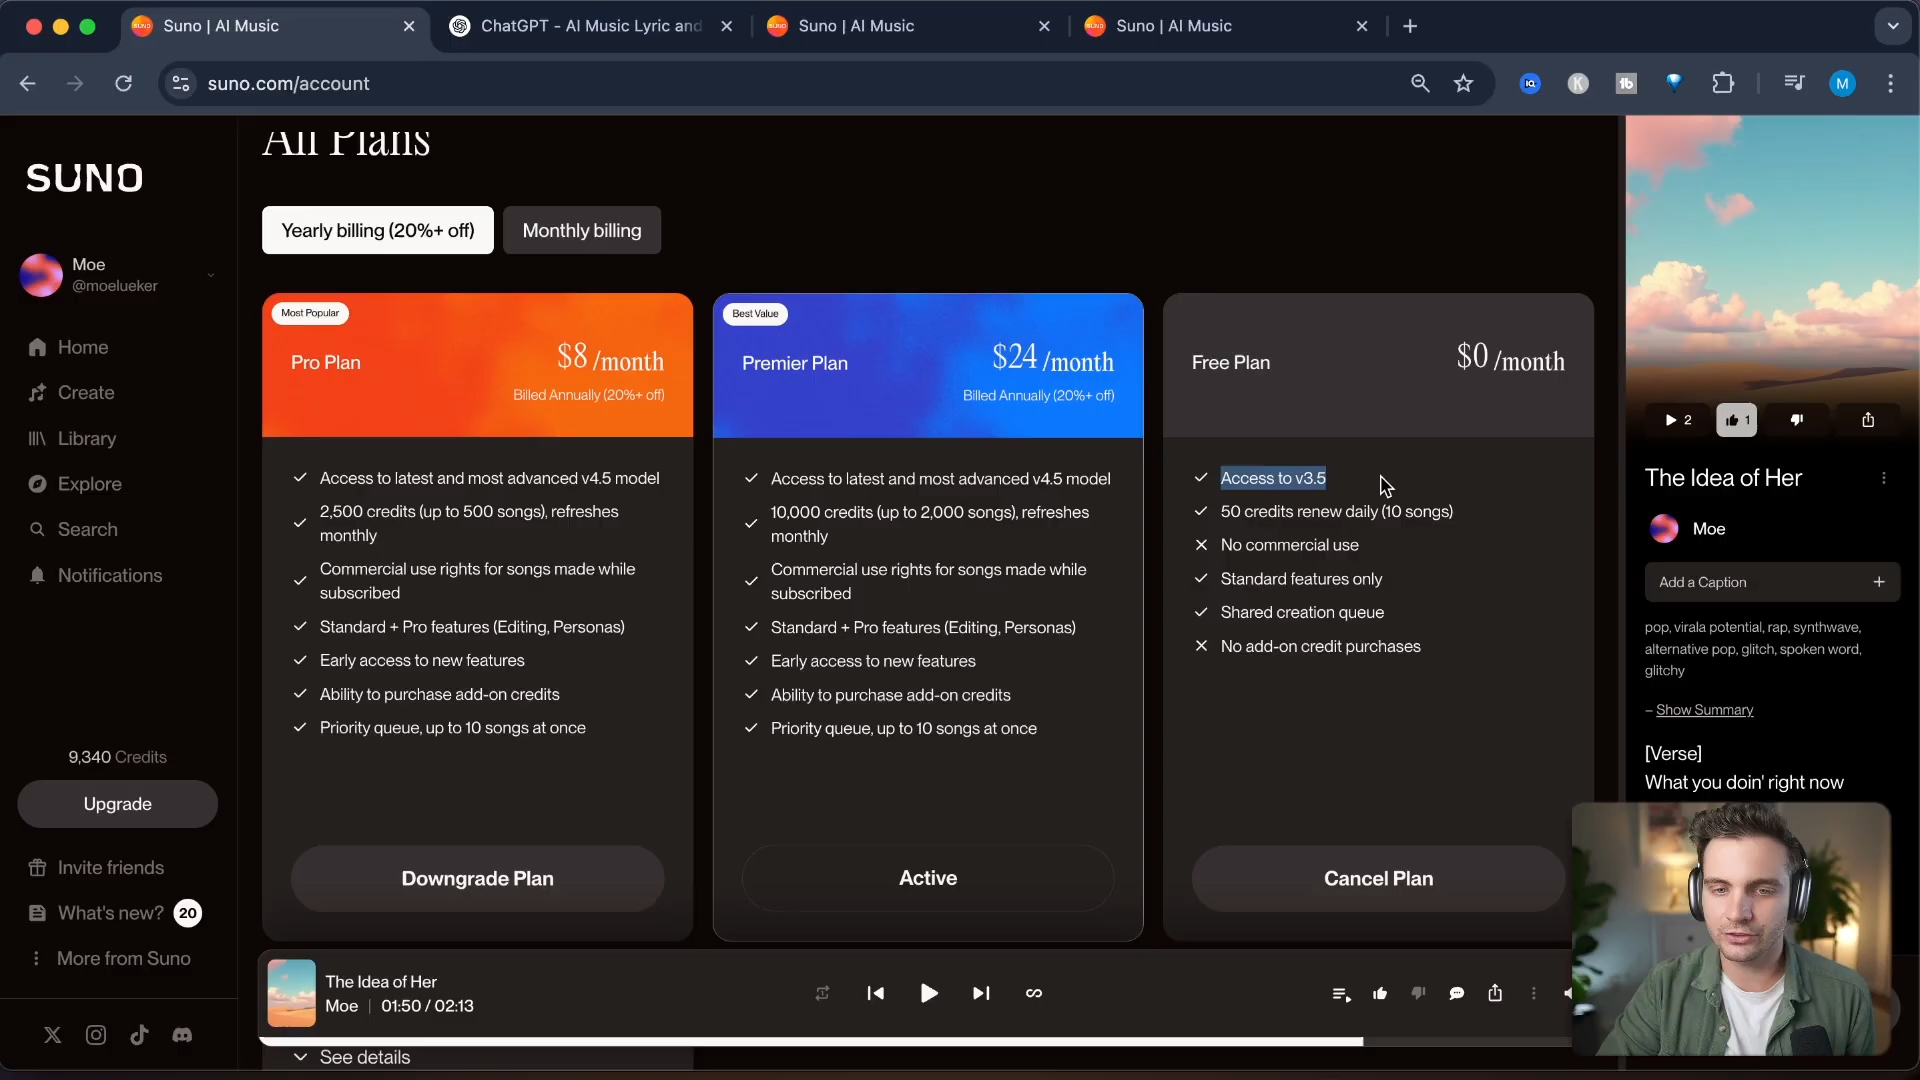 Suno | AI Music
ChatGPT - AI Music Lyric and
Suno | AI Music
Suno | AI Music
suno.com/account
M
SUNO
Moe
@moelueker
Home
Create
Library
Explore
Search
Notifications
9,340 Credits
Upgrade
Invite friends
What's new? 20
More from Suno
All Plans
Yearly billing (20%+ off)
Monthly billing
Most Popular
Pro Plan
$8 /month
Billed Annually (20%+ off)
Access to latest and most advanced v4.5 model
2,500 credits (up to 500 songs), refreshes
monthly
Commercial use rights for songs made while
subscribed
Standard + Pro features (Editing, Personas)
Early access to new features
Ability to purchase add-on credits
Priority queue, up to 10 songs at once
Downgrade Plan
Best Value
Premier Plan
$24 /month
Billed Annually (20%+ off)
Access to latest and most advanced v4.5 model
10,000 credits (up to 2,000 songs), refreshes
monthly
Commercial use rights for songs made while
subscribed
Standard + Pro features (Editing, Personas)
Early access to new features
Ability to purchase add-on credits
Priority queue, up to 10 songs at once
Active
Free Plan
$0 /month
Access to v3.5
50 credits renew daily (10 songs)
No commercial use
Standard features only
Shared creation queue
No add-on credit purchases
Cancel Plan
2
1
The Idea of Her
Moe
Add a Caption
pop, virala potential, rap, synthwave,
alternative pop, glitch, spoken word,
glitchy
– Show Summary
[Verse]
What you doin' right now
The Idea of Her
Moe | 01:50 / 02:13
See details